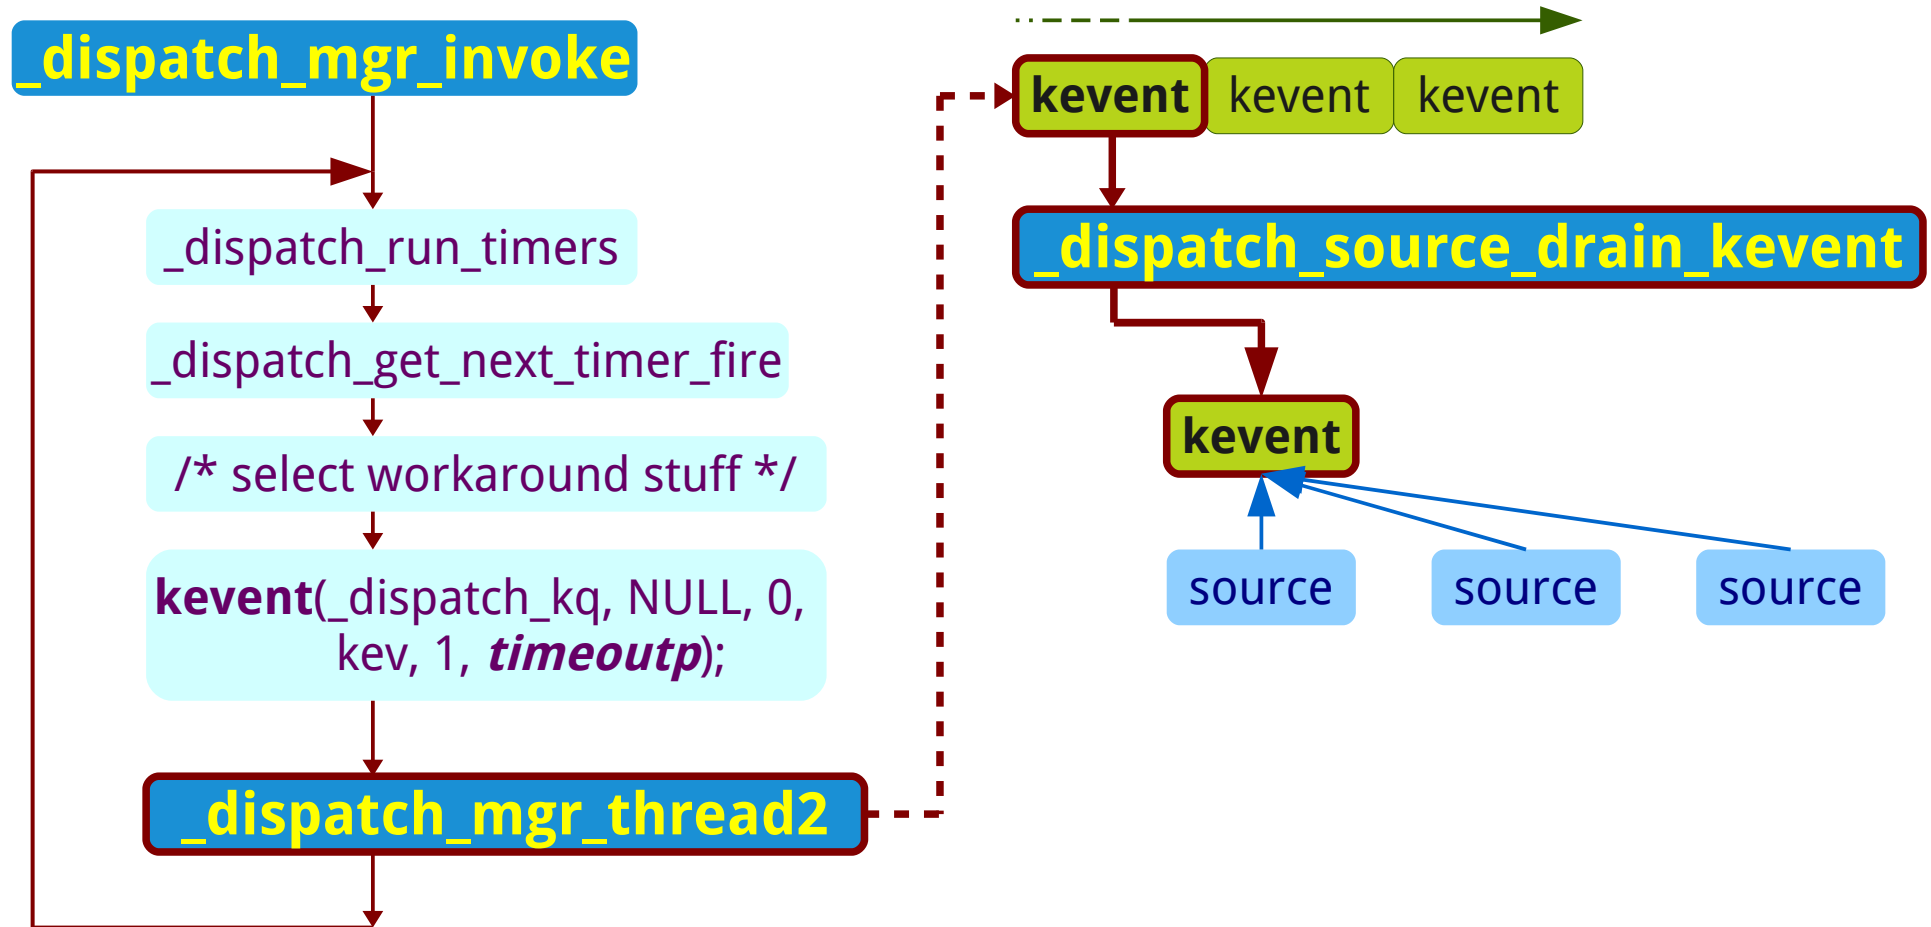 _dispatch_mgr_invoke
_dispatch_run_timers
_dispatch_get_next_timer_fire
/* select workaround stuff */
kevent(_dispatch_kq, NULL, 0,
kev, 1, timeoutp);
_dispatch_mgr_thread2
kevent kevent kevent
_dispatch_source_drain_kevent
kevent
source source source